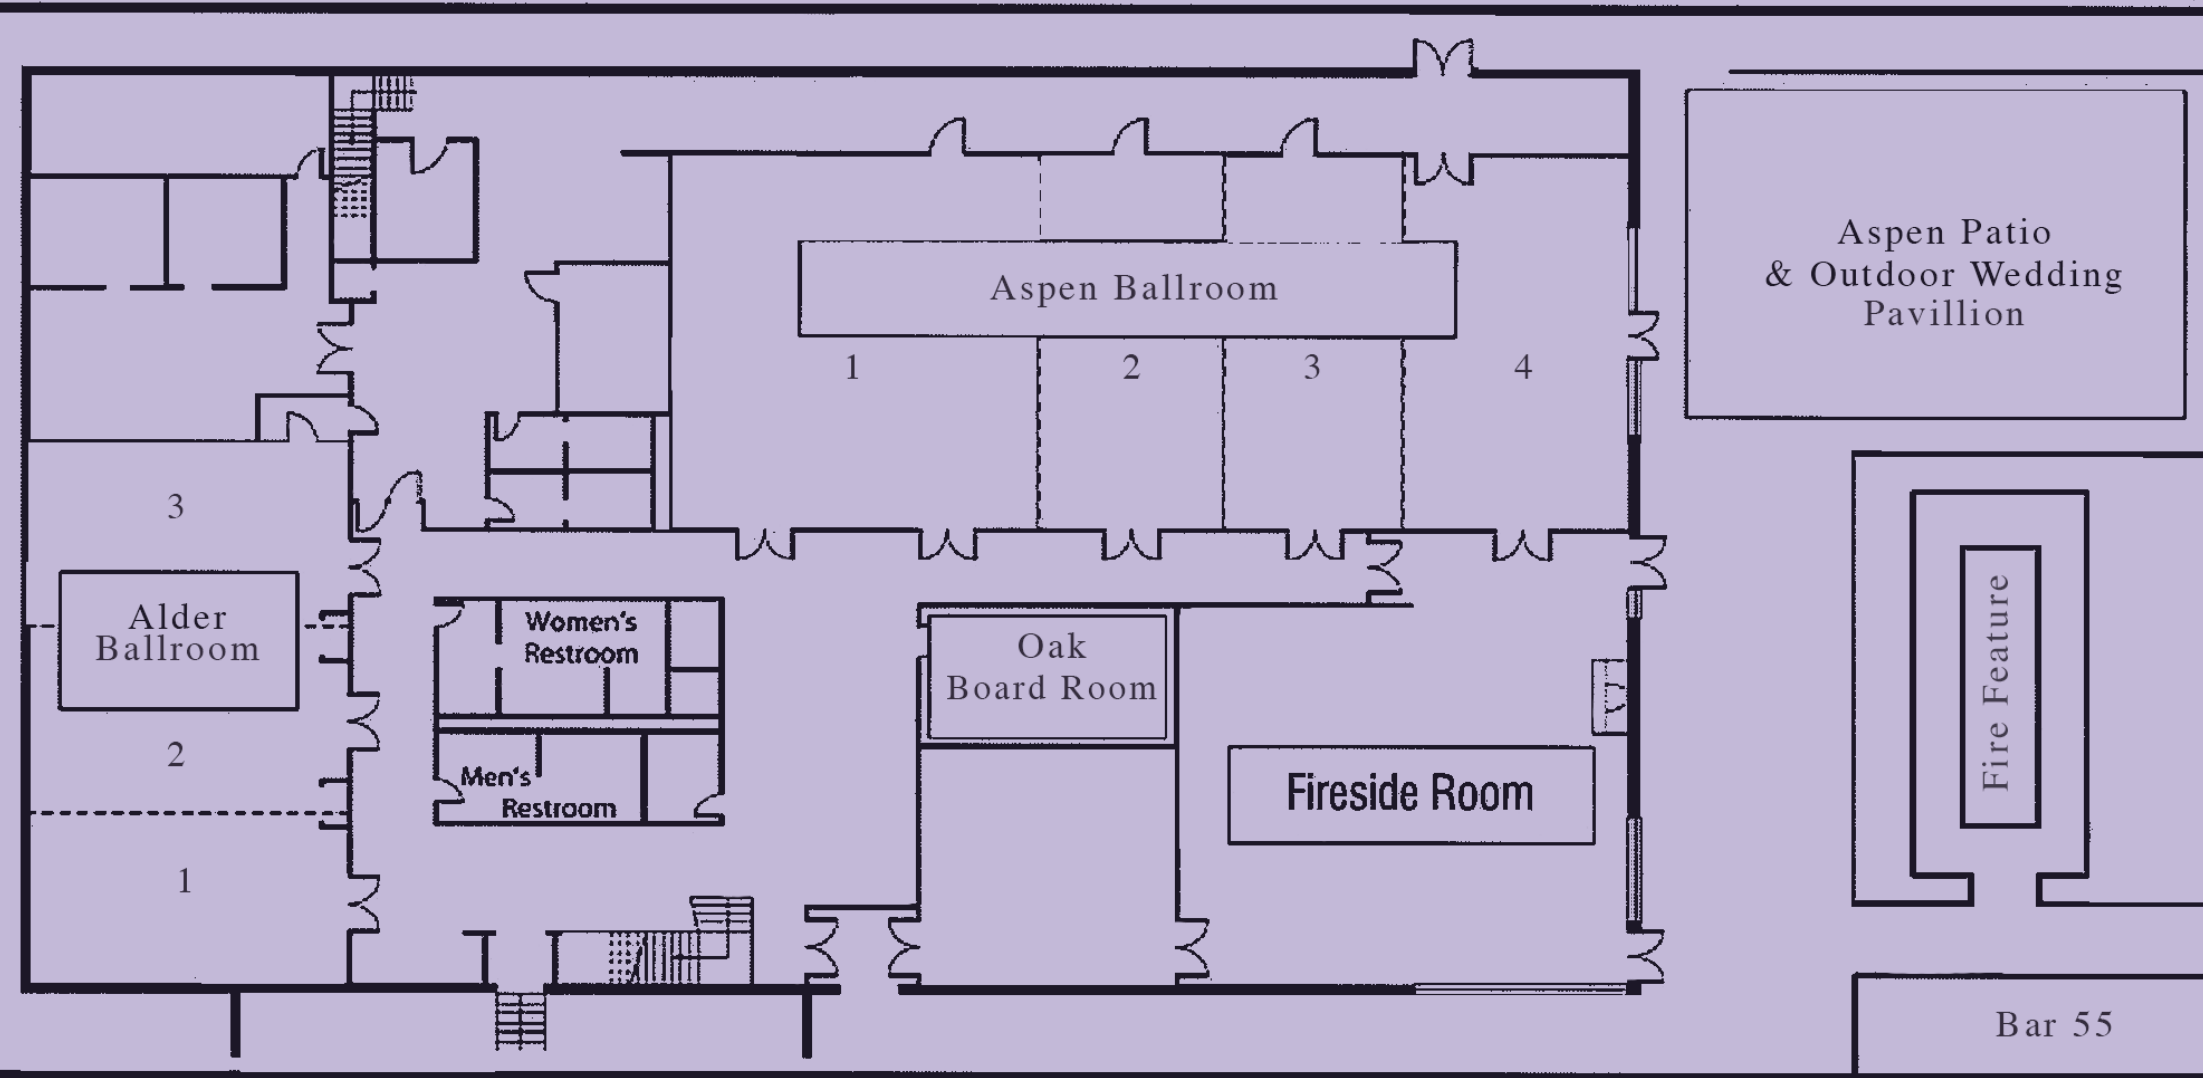 Aspen Patio
& Outdoor Wedding
Pavillion
Aspen Ballroom
1
2
3
4
3
Alder
Ballroom
2
1
Women's
Restroom
Men's
Restroom
Oak
Board Room
Fireside Room
Fire Feature
Bar 55